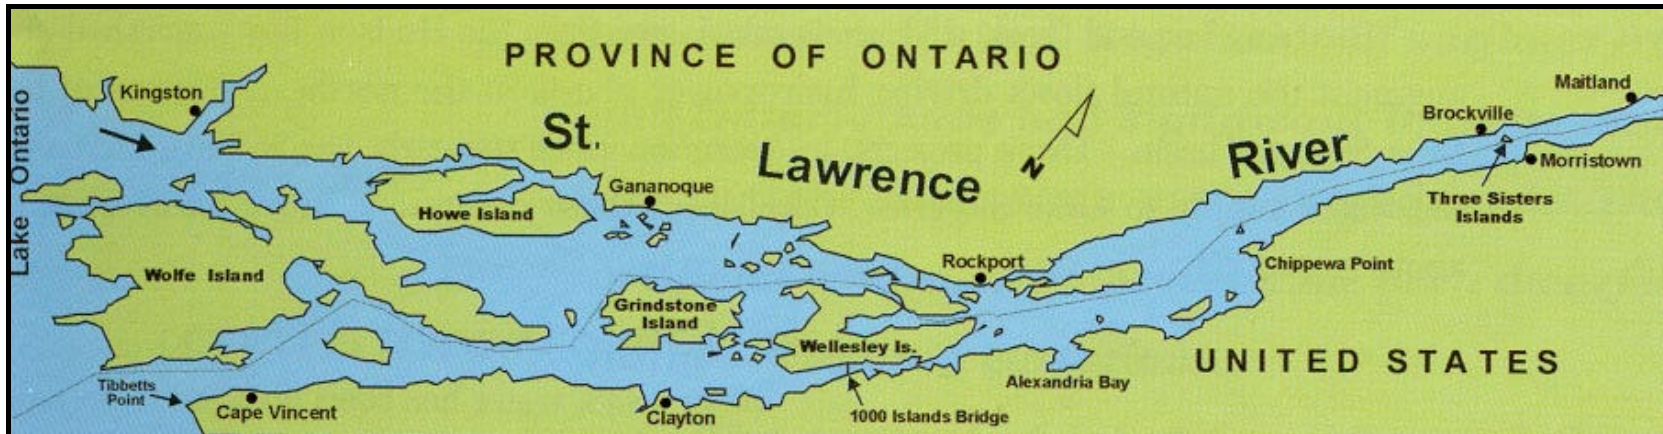 PROVINCE OF ONTARIO
Maitland
Kingston
Brockville
Lake Ontario
St.
Lawrence
River
N
Morristown
Gananoque
Three Sisters
Islands
Howe Island
Rockport
Chippewa Point
Wolfe Island
Grindstone
Island
Wellesley Is.
UNITED STATES
Alexandria Bay
Tibbetts
Point
Cape Vincent
Clayton
1000 Islands Bridge